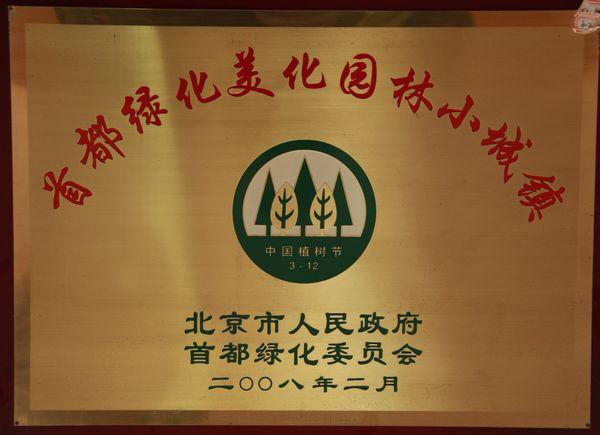 首都绿化美化园林小城镇
中国植树节
3·12
北京市人民政府
首都绿化委员会
二〇〇八年二月